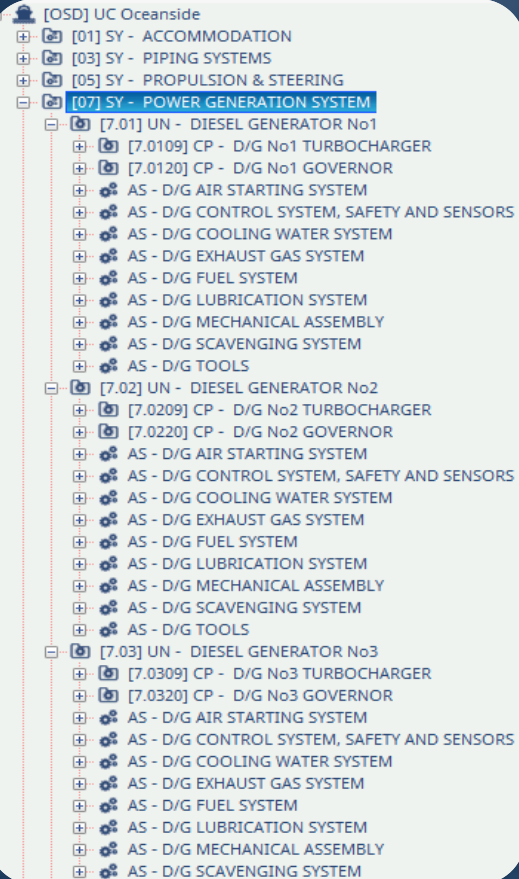 [OSD] UC Oceanside
[01] SY - ACCOMMODATION
[03] SY - PIPING SYSTEMS
[05] SY - PROPULSION & STEERING
[07] SY - POWER GENERATION SYSTEM
[7.01] UN - DIESEL GENERATOR No1
[7.0109] CP - D/G No1 TURBOCHARGER
[7.0120] CP - D/G No1 GOVERNOR
AS - D/G AIR STARTING SYSTEM
AS - D/G CONTROL SYSTEM, SAFETY AND SENSORS
AS - D/G COOLING WATER SYSTEM
AS - D/G EXHAUST GAS SYSTEM
AS - D/G FUEL SYSTEM
AS - D/G LUBRICATION SYSTEM
AS - D/G MECHANICAL ASSEMBLY
AS - D/G SCAVENGING SYSTEM
AS - D/G TOOLS
[7.02] UN - DIESEL GENERATOR No2
[7.0209] CP - D/G No2 TURBOCHARGER
[7.0220] CP - D/G No2 GOVERNOR
AS - D/G AIR STARTING SYSTEM
AS - D/G CONTROL SYSTEM, SAFETY AND SENSORS
AS - D/G COOLING WATER SYSTEM
AS - D/G EXHAUST GAS SYSTEM
AS - D/G FUEL SYSTEM
AS - D/G LUBRICATION SYSTEM
AS - D/G MECHANICAL ASSEMBLY
AS - D/G SCAVENGING SYSTEM
AS - D/G TOOLS
[7.03] UN - DIESEL GENERATOR No3
[7.0309] CP - D/G No3 TURBOCHARGER
[7.0320] CP - D/G No3 GOVERNOR
AS - D/G AIR STARTING SYSTEM
AS - D/G CONTROL SYSTEM, SAFETY AND SENSORS
AS - D/G COOLING WATER SYSTEM
AS - D/G EXHAUST GAS SYSTEM
AS - D/G FUEL SYSTEM
AS - D/G LUBRICATION SYSTEM
AS - D/G MECHANICAL ASSEMBLY
AS - D/G SCAVENGING SYSTEM